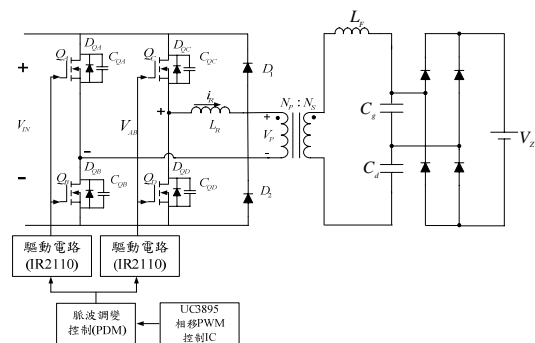 Q_A D_QA C_QA
Q_C D_QC C_QC
D_1
+
V_IN
-
V_AB
+
-
i_R
L_R
+
V_P
-
N_P : N_S
L_F
C_g
C_d
V_Z
Q_B D_QB C_QB
Q_D D_QD C_QD
D_2
驅動電路
(IR2110)
驅動電路
(IR2110)
脈波調變
控制(PDM)
UC3895
相移PWM
控制IC